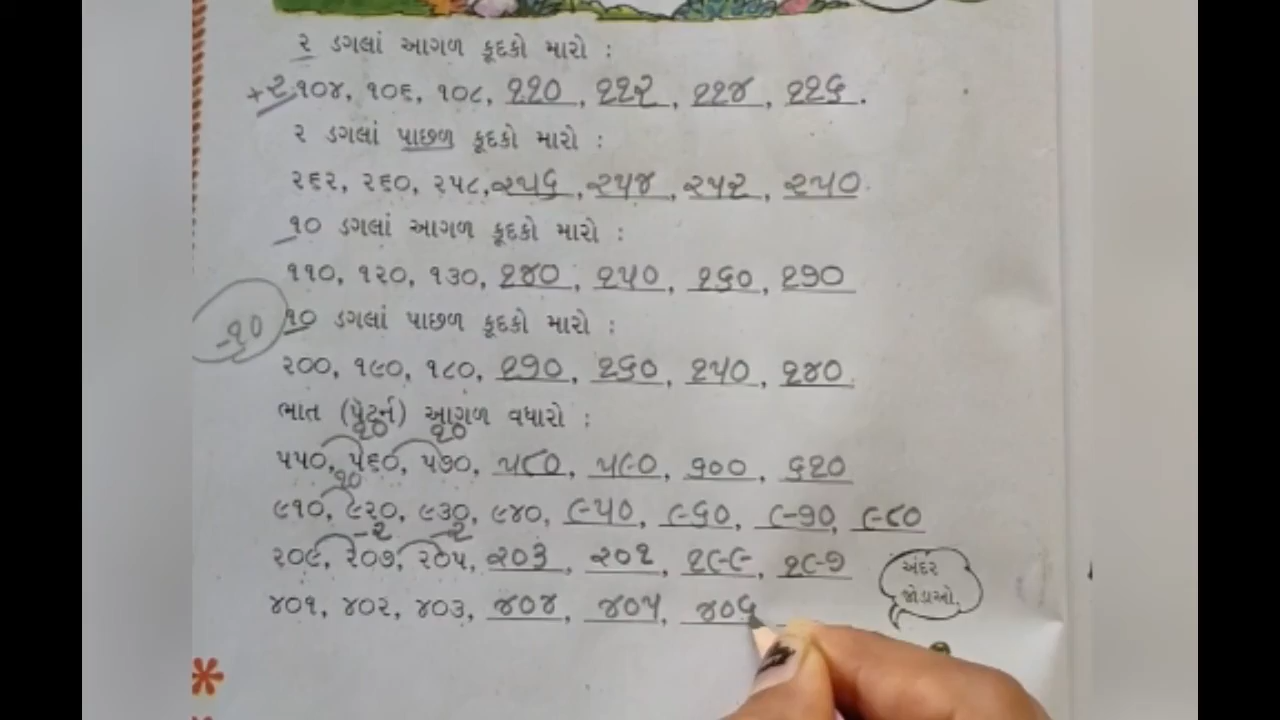 ર ડગલાં આગળ કૂદકો મારો :
+૨ ૧૦૪, ૧૦૬, ૧૦૮, ૧૧૦, ૧૧૨, ૧૧૪, ૧૧૬.
ર ડગલાં પાછળ કૂદકો મારો :
૨૬૨, ૨૬૦, ૨૫૮, ૨૫૬, ૨૫૪, ૨૫૨, ૨૫૦.
૧૦ ડગલાં આગળ કૂદકો મારો :
૧૧૦, ૧૨૦, ૧૩૦, ૧૪૦, ૧૫૦, ૧૬૦, ૧૭૦
-૧૦ ૧૦ ડગલાં પાછળ કૂદકો મારો :
૨૦૦, ૧૯૦, ૧૮૦, ૧૭૦, ૧૬૦, ૧૫૦, ૧૪૦
ભાત (પૅટર્ન) આગળ વધારો :
૧૦ ૧૦
૫૫૦, ૫૬૦, ૫૭૦, ૫૮૦, ૫૯૦, ૭૦૦, ૬૧૦
૧૦
૯૧૦, ૯૨૦, ૯૩૦, ૯૪૦, ૯૫૦, ૯૬૦, ૯૭૦, ૯૮૦
-૨ -૨
૨૦૯, ૨૦૭, ૨૦૫, ૨૦૩, ૨૦૧, ૧૯૯, ૧૯૭
૪૦૧, ૪૦૨, ૪૦૩, ૪૦૪, ૪૦૫, ૪૦૬
અંદર
જોડાઓ.